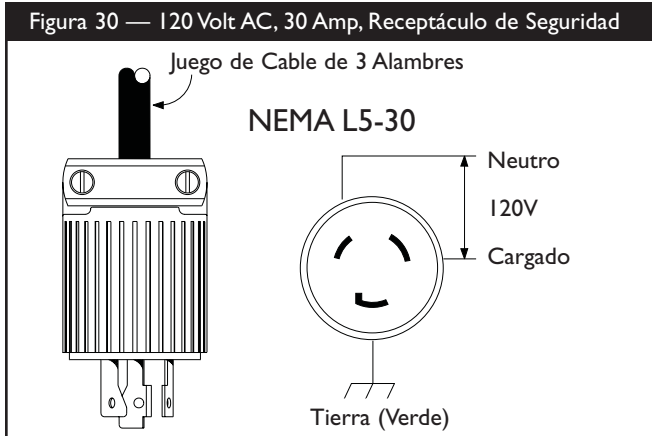 Figura 30 — 120 Volt AC, 30 Amp, Receptáculo de Seguridad
Juego de Cable de 3 Alambres
NEMA L5-30
Neutro
120V
Cargado
Tierra (Verde)